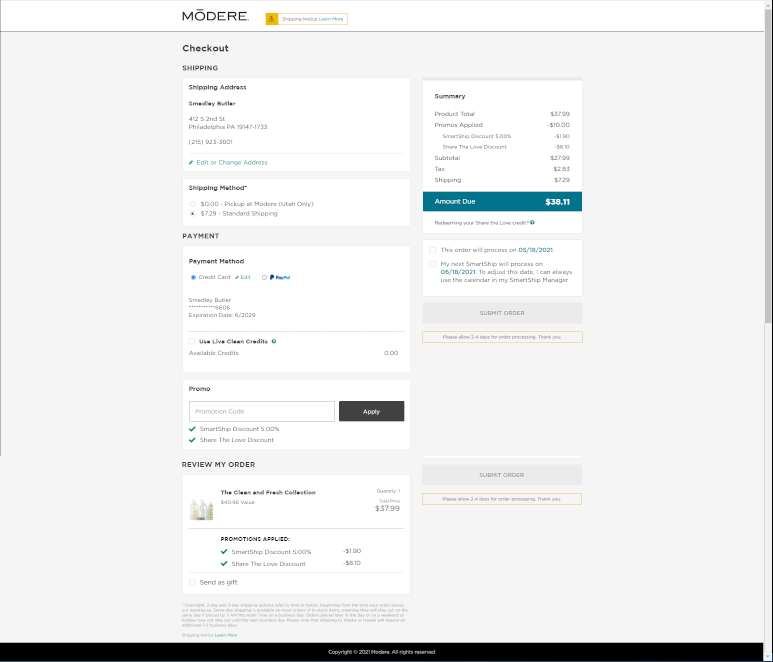 MŌDERE.
Shipping Notice Learn More
Checkout
SHIPPING
Shipping Address
Smedley Butler
412 S 2nd St
Philadelphia PA 19147-1733
(215) 923-3601
Edit or Change Address
Shipping Method*
$0.00 - Pickup at Modere (Utah Only)
$7.29 - Standard Shipping
PAYMENT
Payment Method
Credit Card Edit PayPal
Smedley Butler
***********6606
Expiration Date: 6/2029
Use Live Clean Credits
Available Credits 0.00
Promo
Promotion Code
Apply
SmartShip Discount 5.00%
Share The Love Discount
REVIEW MY ORDER
The Clean and Fresh Collection
$40.96 Value
Quantity: 1
Total Price
$37.99
PROMOTIONS APPLIED:
SmartShip Discount 5.00% -$1.90
Share The Love Discount -$8.10
Send as gift
Shipping Notice Learn More
Summary
Product Total $37.99
Promos Applied -$10.00
SmartShip Discount 5.00% -$1.90
Share The Love Discount -$8.10
Subtotal $27.99
Tax $2.83
Shipping $7.29
Amount Due $38.11
Redeeming your Share the Love credit?
This order will process on 05/18/2021.
My next SmartShip will process on
06/18/2021. To adjust this date, I can always
use the calendar in my SmartShip Manager
SUBMIT ORDER
Please allow 2-4 days for order processing. Thank you.
SUBMIT ORDER
Please allow 2-4 days for order processing. Thank you.
Copyright © 2021 Modere. All rights reserved